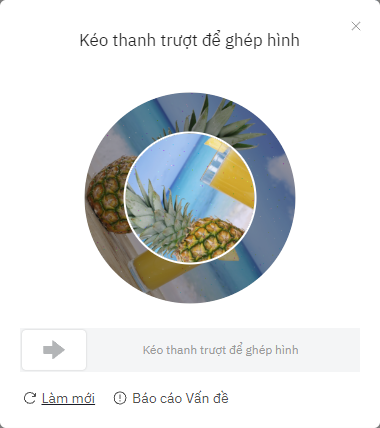 Kéo thanh trượt để ghép hình
Kéo thanh trượt để ghép hình
Làm mới
Báo cáo Vấn đề